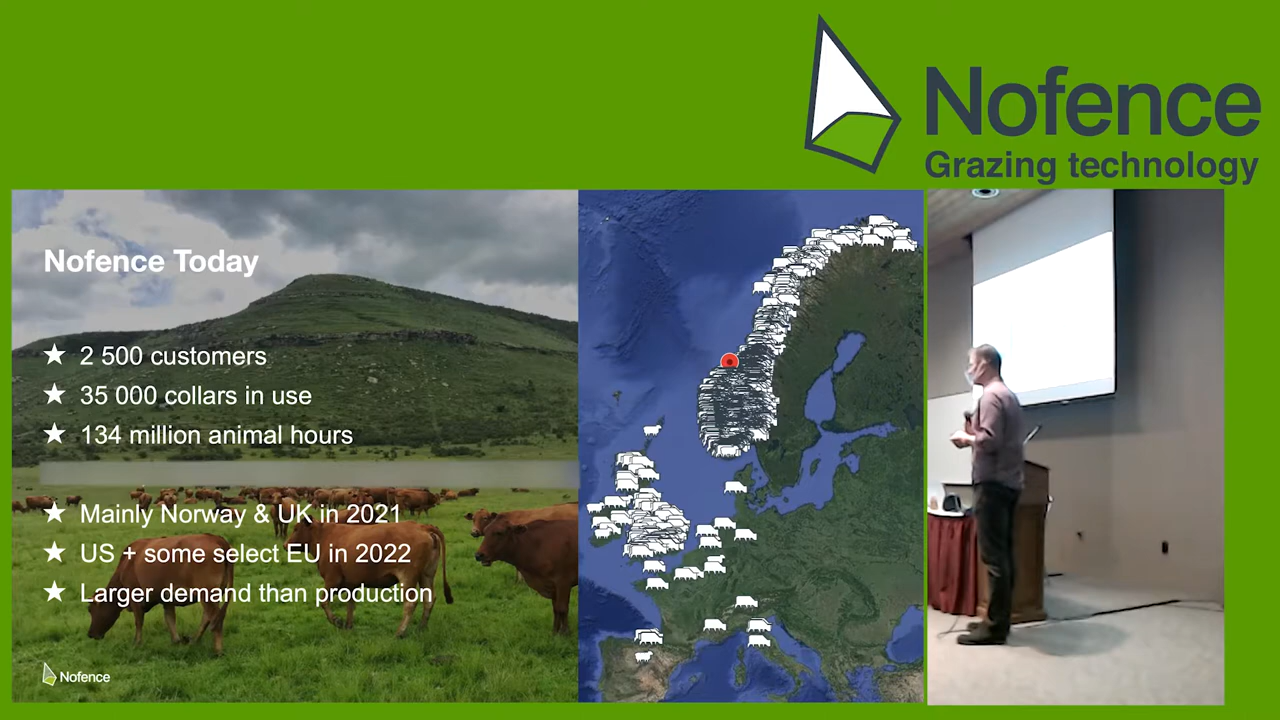 Nofence
Grazing technology
Nofence Today
★ 2 500 customers
★ 35 000 collars in use
★ 134 million animal hours
★ Mainly Norway & UK in 2021
★ US + some select EU in 2022
★ Larger demand than production
Nofence